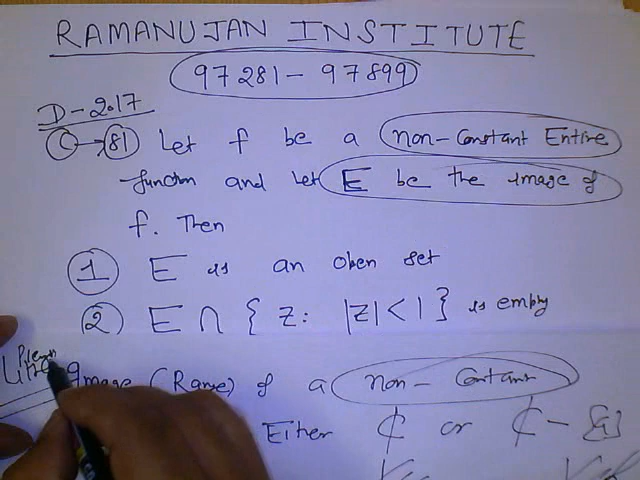 RAMANUJAN INSTITUTE
97281-97899
D-2017
C→81 Let f be a non-Constant Entire
function and let E be the image of
f. Then
1 E is an open set
2 E ∩ { z: |z|<1 } is empty
Image (Range) of a non-Contant
Either ₵ or ₵-